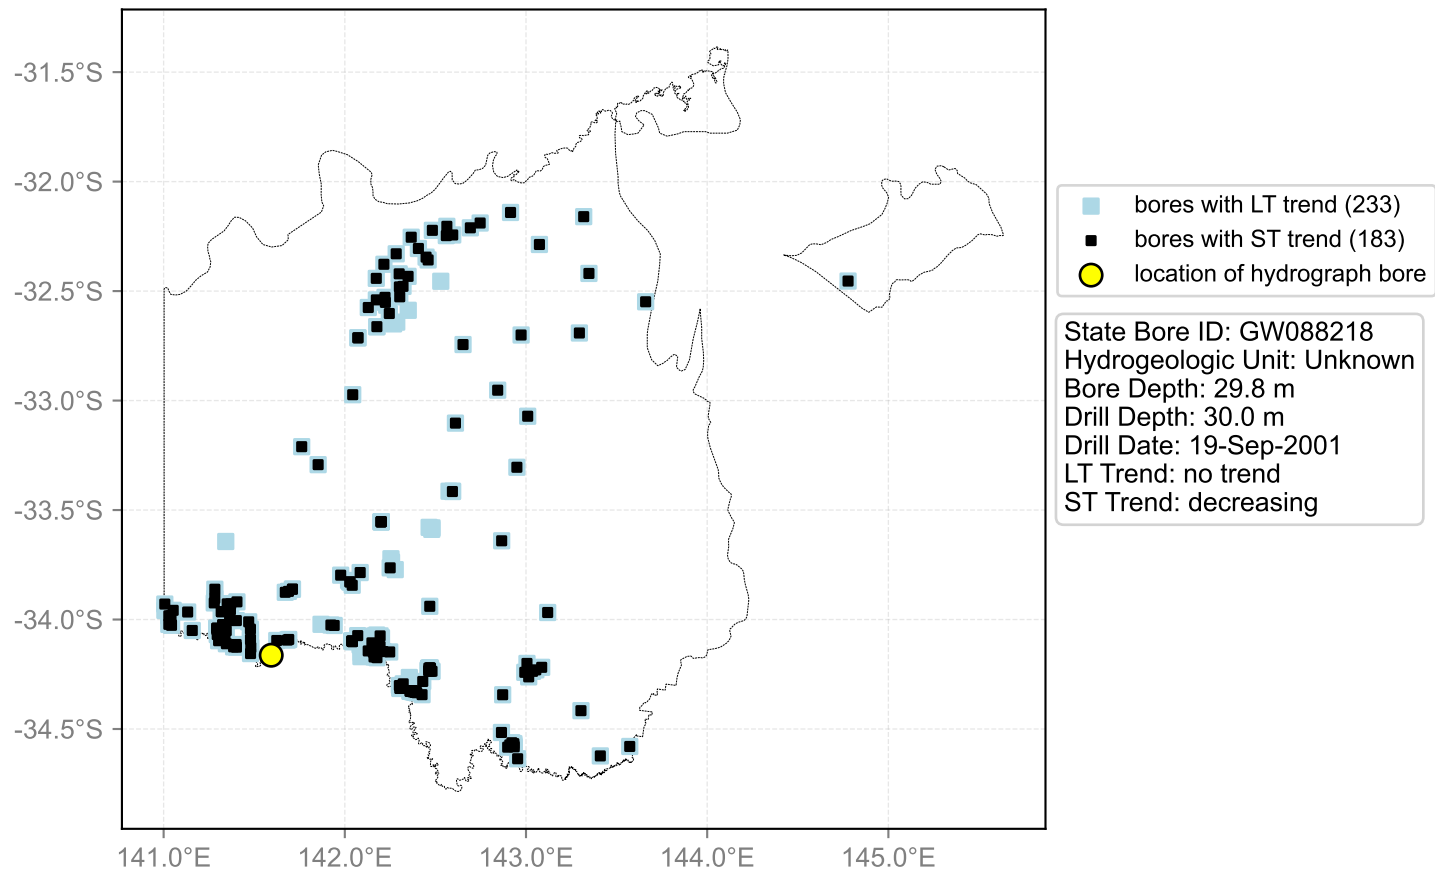 -31.5°S
-32.0°S
-32.5°S
-33.0°S
-33.5°S
-34.0°S
-34.5°S
141.0°E
142.0°E
143.0°E
144.0°E
145.0°E
bores with LT trend (233)
bores with ST trend (183)
location of hydrograph bore
State Bore ID: GW088218
Hydrogeologic Unit: Unknown
Bore Depth: 29.8 m
Drill Depth: 30.0 m
Drill Date: 19-Sep-2001
LT Trend: no trend
ST Trend: decreasing